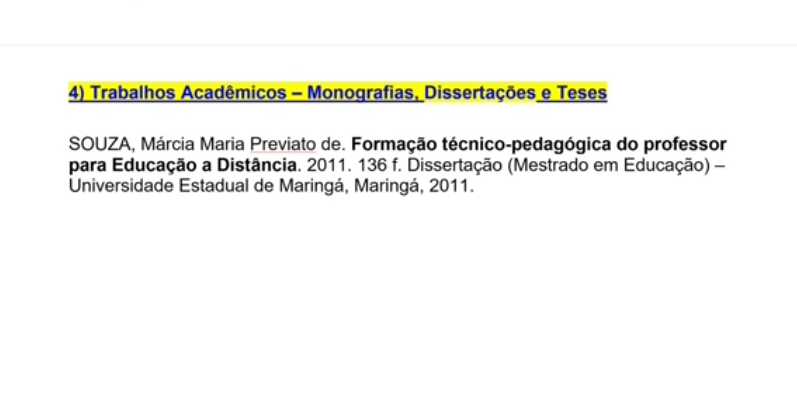 4) Trabalhos Acadêmicos – Monografias, Dissertações e Teses
SOUZA, Márcia Maria Previato de. Formação técnico-pedagógica do professor
para Educação a Distância. 2011. 136 f. Dissertação (Mestrado em Educação) –
Universidade Estadual de Maringá, Maringá, 2011.